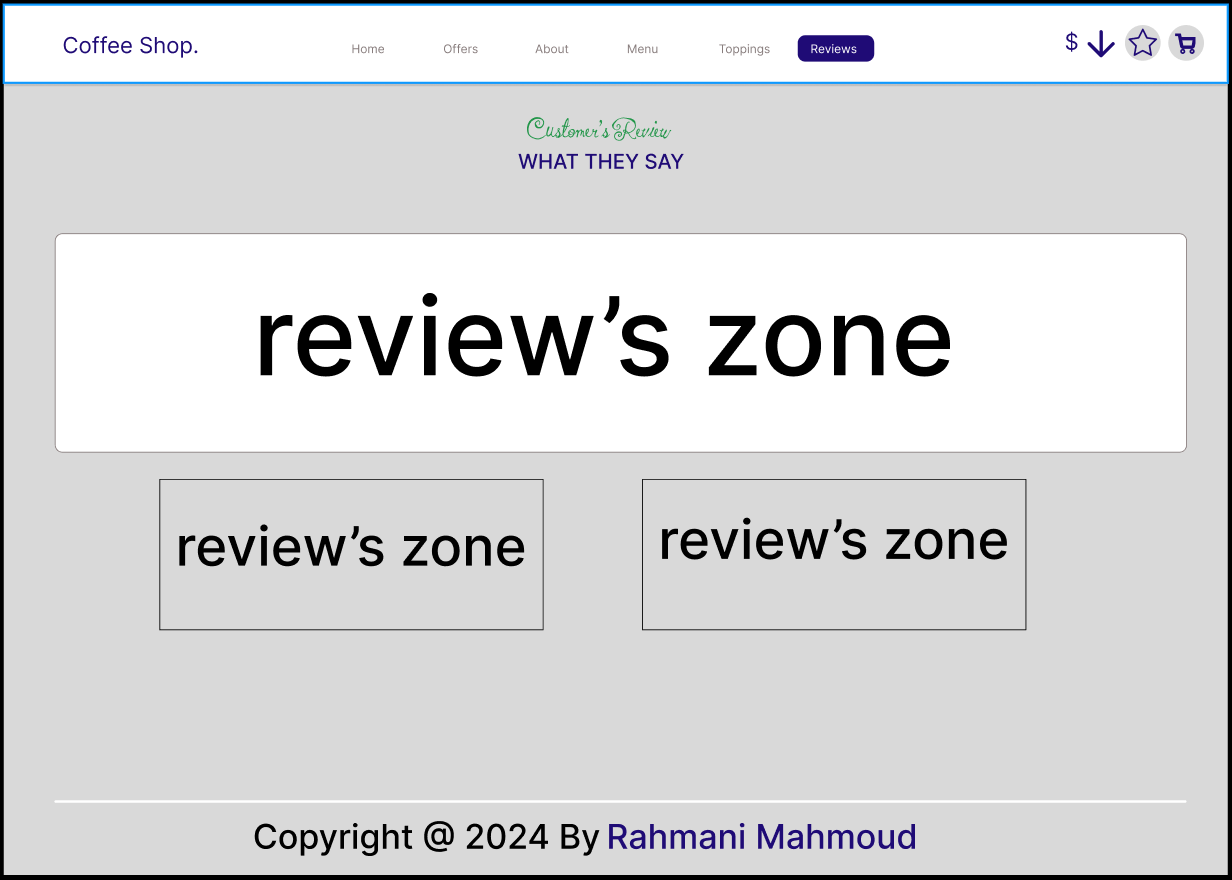 Coffee Shop.
Home Offers About Menu Toppings Reviews
$
Customer's Review
WHAT THEY SAY
review’s zone
review’s zone
review’s zone
Copyright @ 2024 By Rahmani Mahmoud